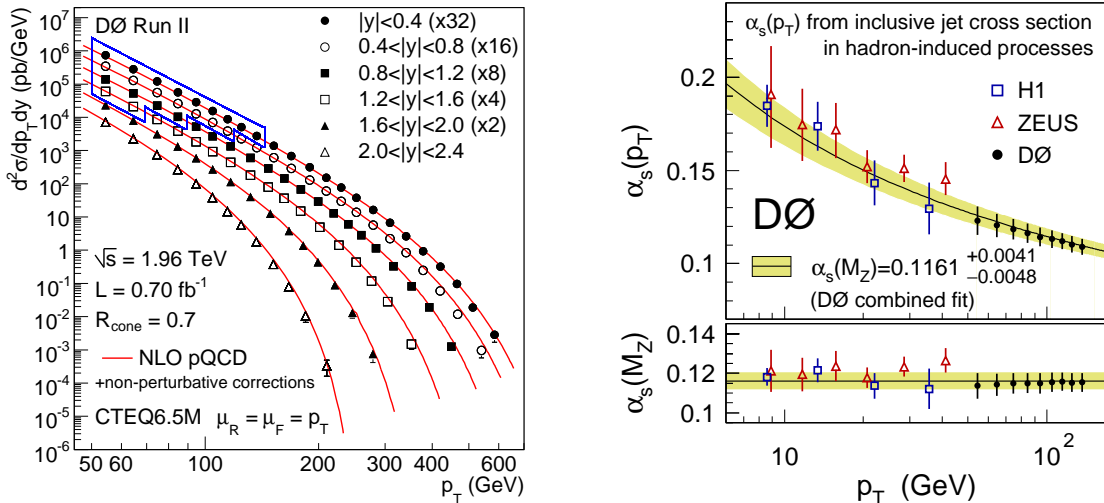 DØ Run II
|y|<0.4 (x32)
0.4<|y|<0.8 (x16)
0.8<|y|<1.2 (x8)
1.2<|y|<1.6 (x4)
1.6<|y|<2.0 (x2)
2.0<|y|<2.4
√s = 1.96 TeV
L = 0.70 fb⁻¹
R_cone = 0.7
NLO pQCD
+non-perturbative corrections
CTEQ6.5M μ_R = μ_F = p_T
d²σ/dp_Tdy (pb/GeV)
10⁷
10⁶
10⁵
10⁴
10³
10²
10
1
10⁻¹
10⁻²
10⁻³
10⁻⁴
10⁻⁵
10⁻⁶
50 60 100 200 300 400 600
p_T (GeV)
α_s(p_T) from inclusive jet cross section
in hadron-induced processes
H1
ZEUS
DØ
DØ
α_s(M_Z)=0.1161 +0.0041 −0.0048
(DØ combined fit)
α_s(p_T)
0.2
0.15
0.1
α_s(M_Z)
0.14
0.12
0.1
10 10²
p_T (GeV)